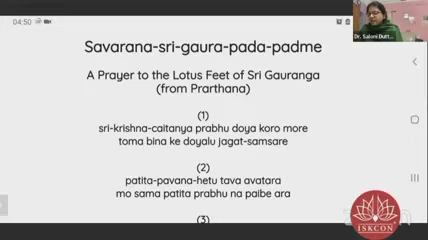 04:50
Savarana-sri-gaura-pada-padme
A Prayer to the Lotus Feet of Sri Gauranga
(from Prarthana)
(1)
sri-krishna-caitanya prabhu doya koro more
toma bina ke doyalu jagat-samsare
(2)
patita-pavana-hetu tava avatara
mo sama patita prabhu na paibe ara
(3)
Dr. Saloni Dutt...
ISKCON